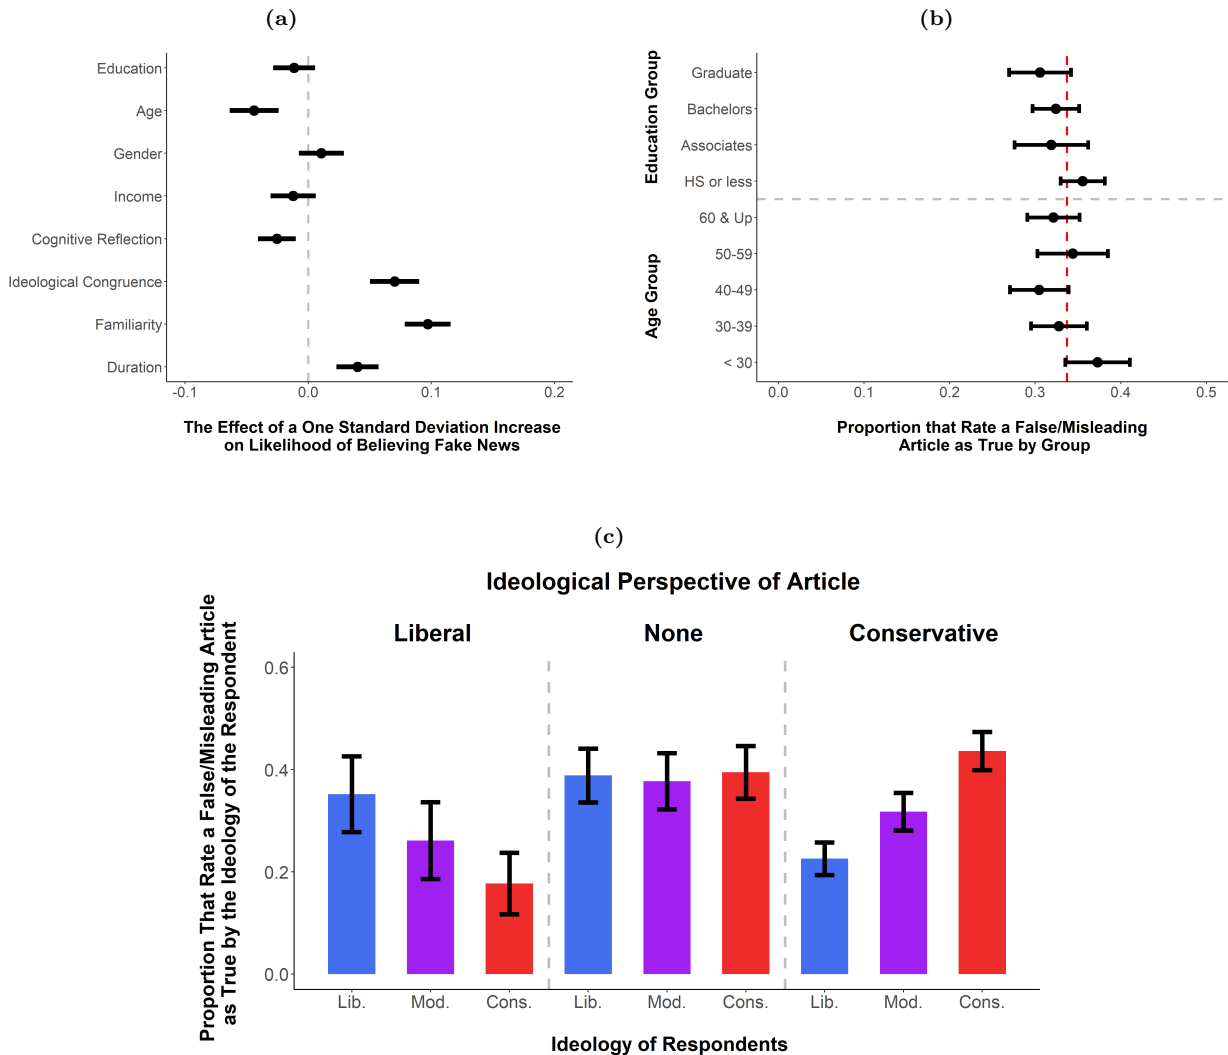 (a)
Education
Age
Gender
Income
Cognitive Reflection
Ideological Congruence
Familiarity
Duration
-0.1
0.0
0.1
0.2
The Effect of a One Standard Deviation Increase
on Likelihood of Believing Fake News
(b)
Education Group
Age Group
Graduate
Bachelors
Associates
HS or less
60 & Up
50-59
40-49
30-39
< 30
0.0
0.1
0.2
0.3
0.4
0.5
Proportion that Rate a False/Misleading
Article as True by Group
(c)
Ideological Perspective of Article
Liberal
None
Conservative
Proportion That Rate a False/Misleading Article
as True by the Ideology of the Respondent
0.6
0.4
0.2
0.0
Lib.
Mod.
Cons.
Lib.
Mod.
Cons.
Lib.
Mod.
Cons.
Ideology of Respondents